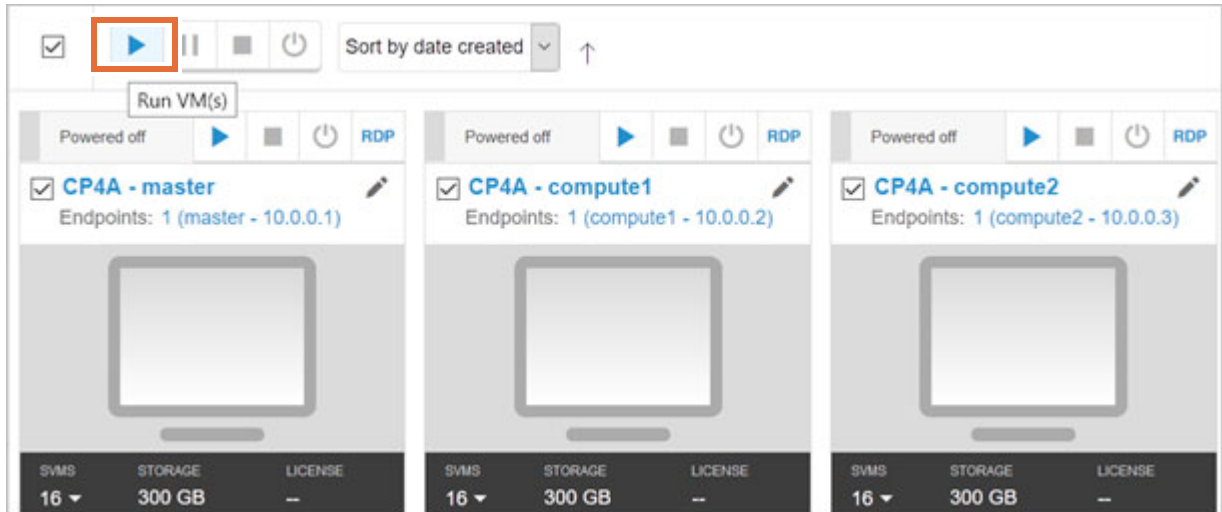 Sort by date created
Run VM(s)
Powered off RDP
Powered off RDP
Powered off RDP
CP4A - master
Endpoints: 1 (master - 10.0.0.1)
CP4A - compute1
Endpoints: 1 (compute1 - 10.0.0.2)
CP4A - compute2
Endpoints: 1 (compute2 - 10.0.0.3)
SVMS STORAGE LICENSE
16 300 GB --
SVMS STORAGE LICENSE
16 300 GB --
SVMS STORAGE LICENSE
16 300 GB --